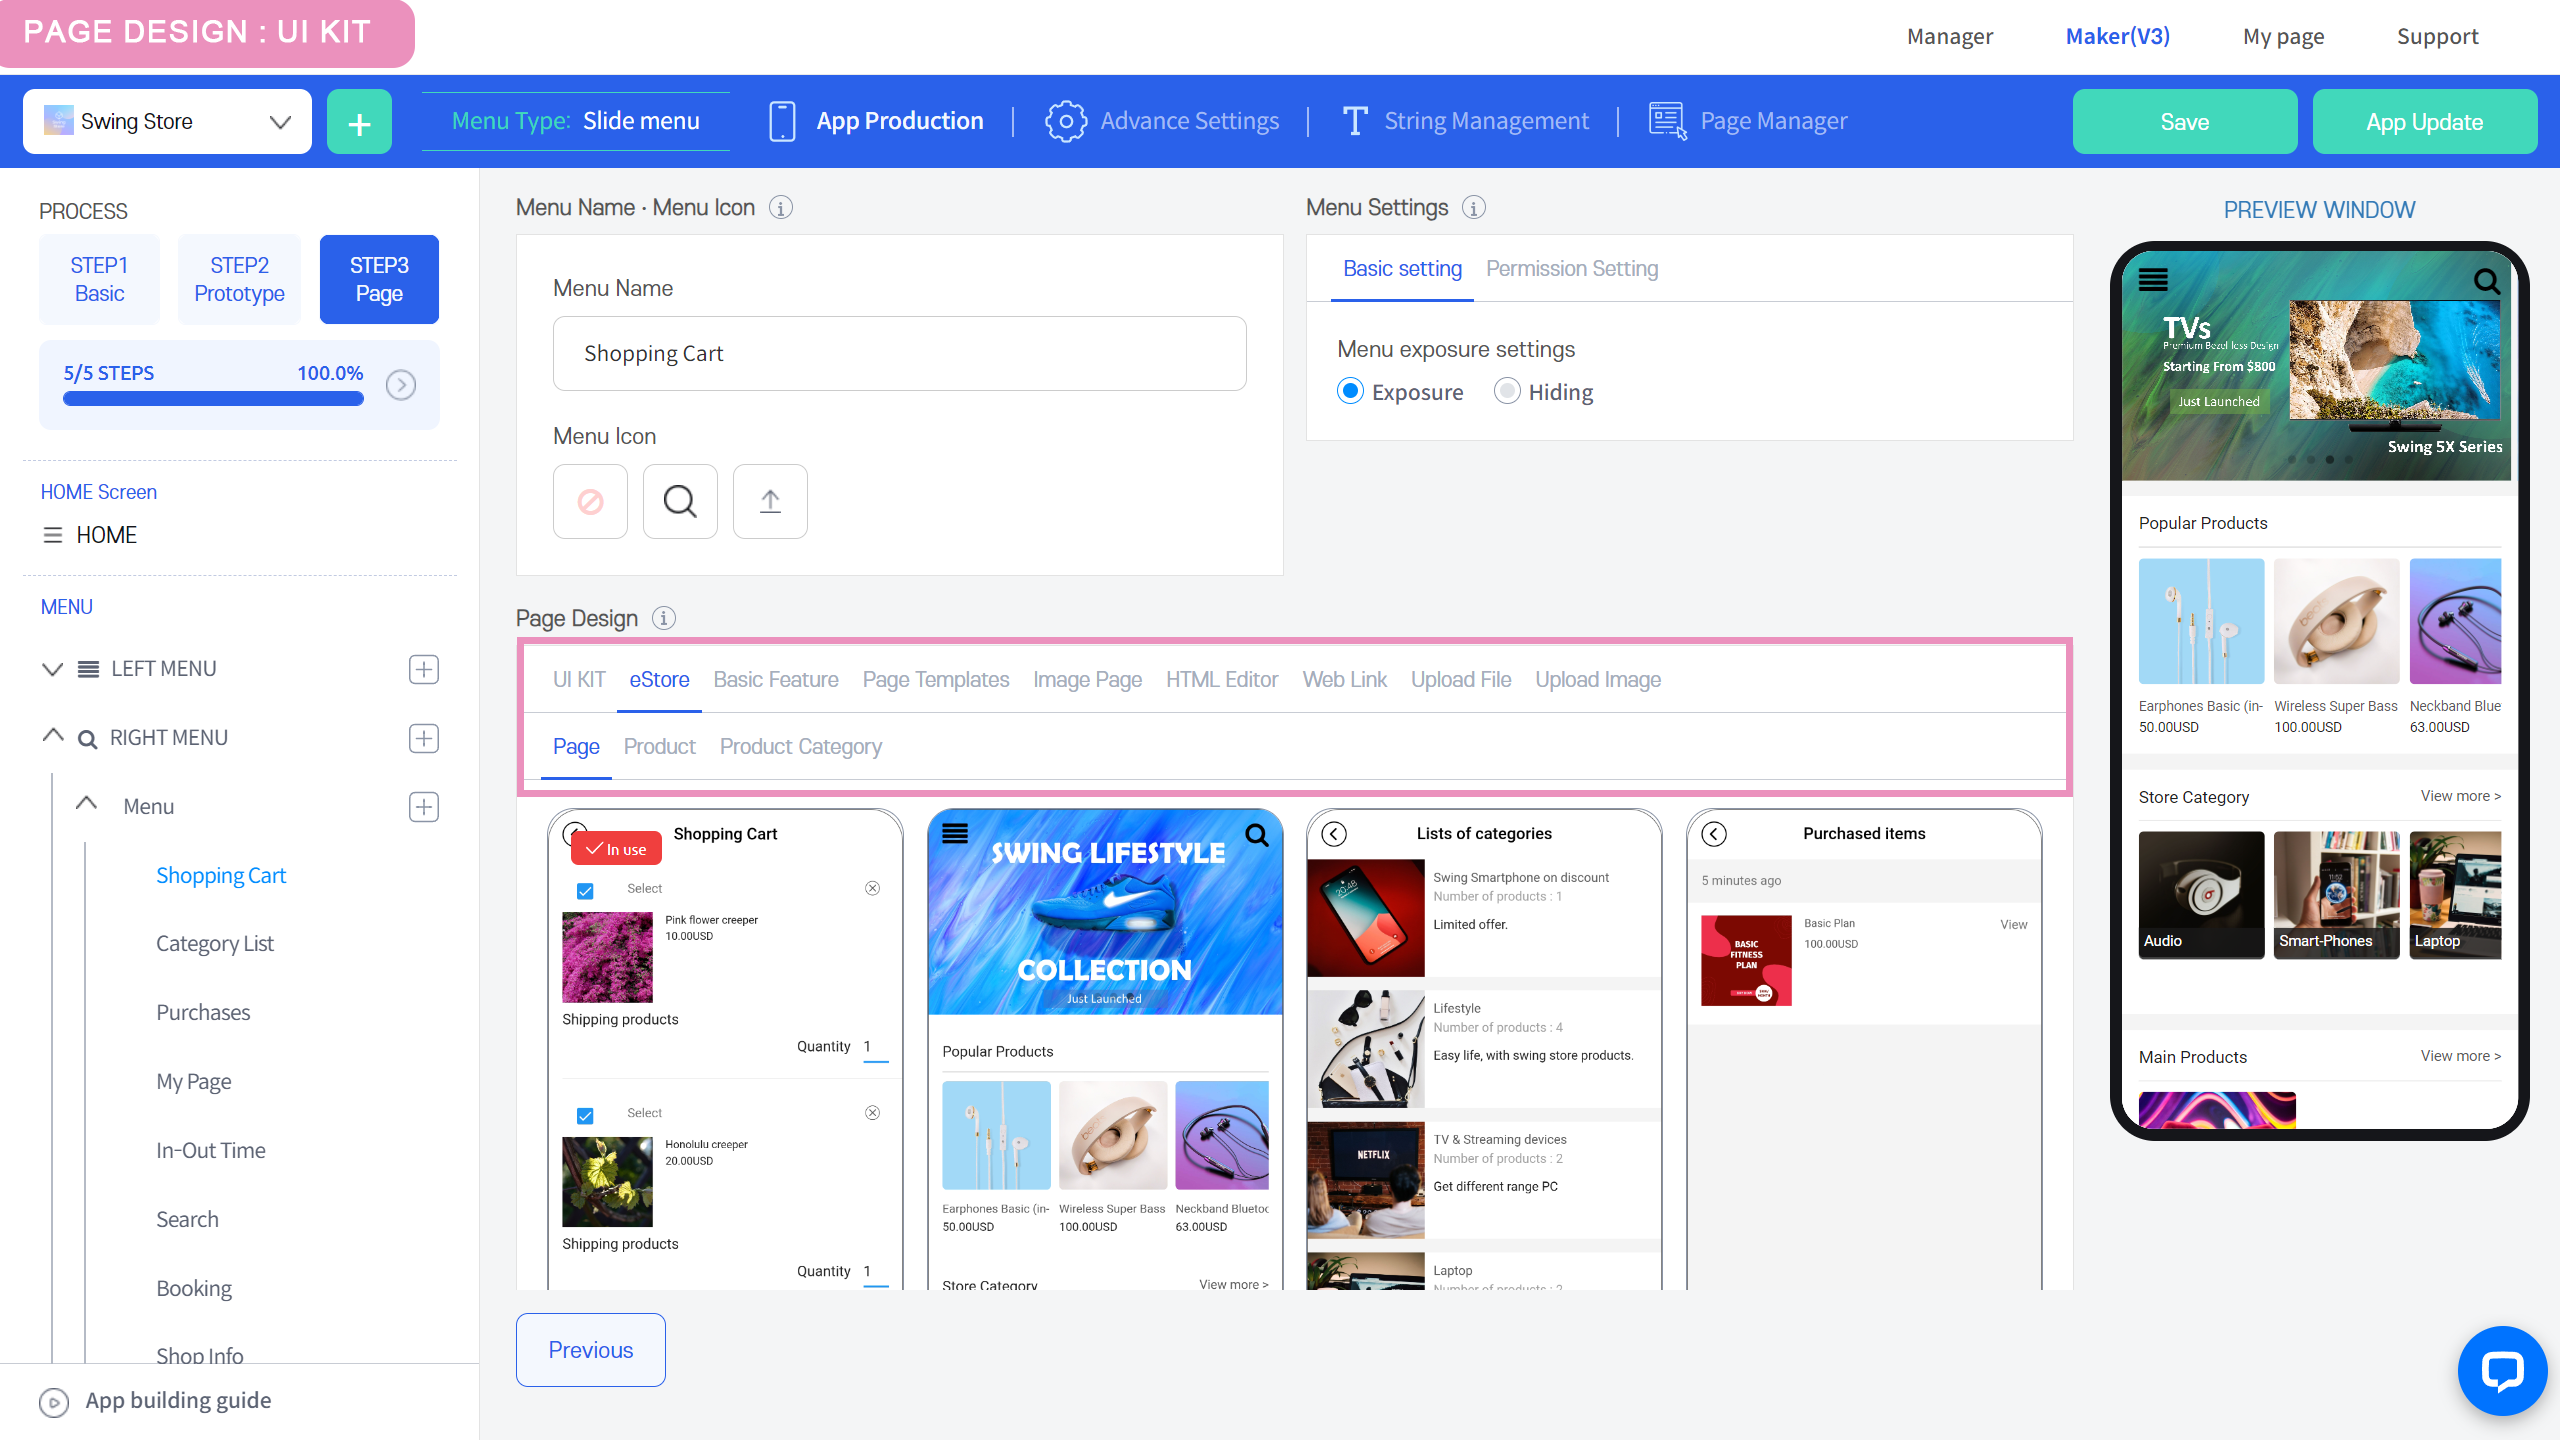 PAGE DESIGN : UI KIT
Manager
Maker(V3)
My page
Support
Swing Store
+
Menu Type: Slide menu
App Production
Advance Settings
String Management
Page Manager
Save
App Update
PROCESS
STEP1
Basic
STEP2
Prototype
STEP3
Page
5/5 STEPS
100.0%
HOME Screen
HOME
MENU
LEFT MENU
RIGHT MENU
Menu
Shopping Cart
Category List
Purchases
My Page
In-Out Time
Search
Booking
Shop Info
App building guide
Menu Name · Menu Icon
Menu Name
Shopping Cart
Menu Icon
Menu Settings
Basic setting
Permission Setting
Menu exposure settings
Exposure
Hiding
Page Design
UI KIT
eStore
Basic Feature
Page Templates
Image Page
HTML Editor
Web Link
Upload File
Upload Image
Page
Product
Product Category
Shopping Cart
In use
Select
Pink flower creeper
10.00USD
Shipping products
Quantity 1
Select
Honolulu creeper
20.00USD
Shipping products
Quantity 1
SWING LIFESTYLE
COLLECTION
Just Launched
Popular Products
Earphones Basic (in-
50.00USD
Wireless Super Bass
100.00USD
Neckband Bluetoo
63.00USD
Store Category
View more >
Lists of categories
Swing Smartphone on discount
Number of products : 1
Limited offer.
Lifestyle
Number of products : 4
Easy life, with swing store products.
NETFLIX
TV & Streaming devices
Number of products : 2
Get different range PC
Laptop
Number of products : 2
Purchased items
5 minutes ago
BASIC
FITNESS
PLAN
Basic Plan
100.00USD
View
Previous
PREVIEW WINDOW
TVs
Premium Bezel less Design
Starting From $800
Just Launched
Swing 5X Series
Popular Products
Earphones Basic (in-
50.00USD
Wireless Super Bass
100.00USD
Neckband Blue
63.00USD
Store Category
View more >
Audio
Smart-Phones
Laptop
Main Products
View more >